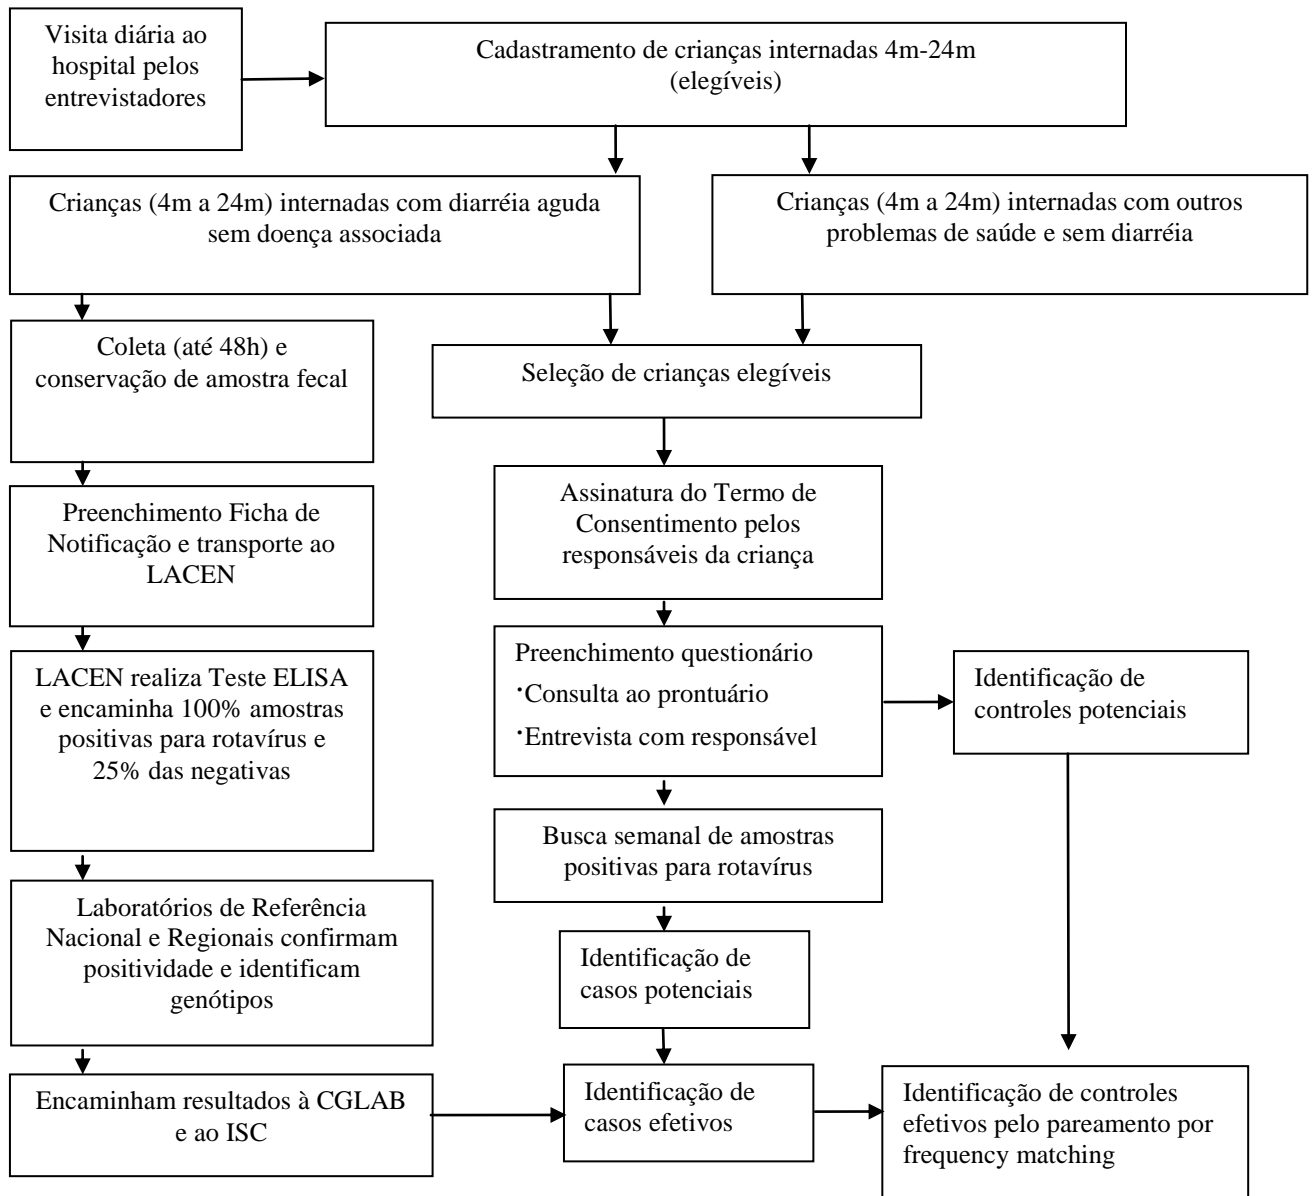 Visita diária ao
hospital pelos
entrevistadores
Cadastramento de crianças internadas 4m-24m
(elegíveis)
Crianças (4m a 24m) internadas com diarréia aguda
sem doença associada
Crianças (4m a 24m) internadas com outros
problemas de saúde e sem diarréia
Coleta (até 48h) e
conservação de amostra fecal
Seleção de crianças elegíveis
Preenchimento Ficha de
Notificação e transporte ao
LACEN
Assinatura do Termo de
Consentimento pelos
responsáveis da criança
LACEN realiza Teste ELISA
e encaminha 100% amostras
positivas para rotavírus e
25% das negativas
Preenchimento questionário
·Consulta ao prontuário
·Entrevista com responsável
Identificação de
controles potenciais
Busca semanal de amostras
positivas para rotavírus
Laboratórios de Referência
Nacional e Regionais confirmam
positividade e identificam
genótipos
Identificação de
casos potenciais
Encaminham resultados à CGLAB
e ao ISC
Identificação de
casos efetivos
Identificação de controles
efetivos pelo pareamento por
frequency matching